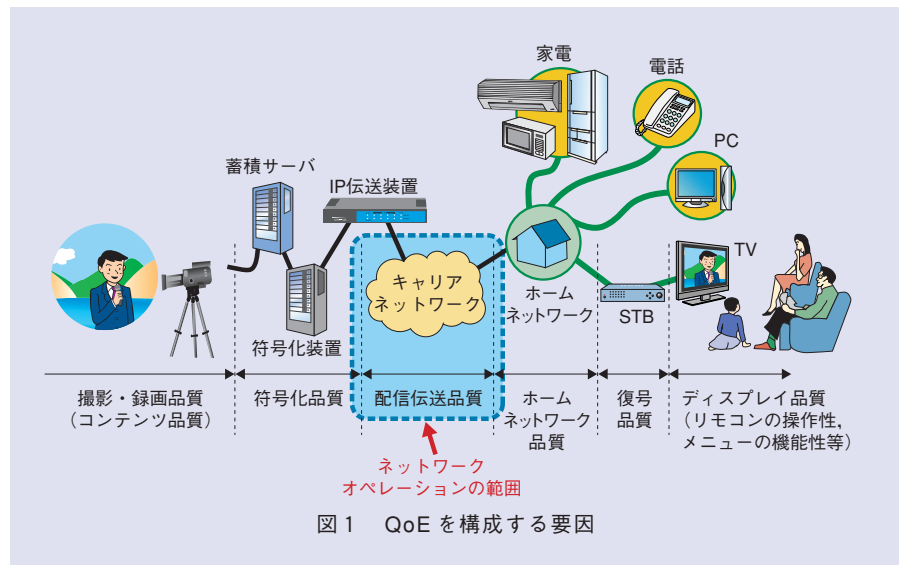 家電
電話
PC
蓄積サーバ
IP伝送装置
TV
キャリア
ネットワーク
ホーム
ネットワーク
STB
符号化装置
撮影・録画品質
（コンテンツ品質）
符号化品質
配信伝送品質
ホーム
ネットワーク
品質
復号
品質
ディスプレイ品質
（リモコンの操作性，
メニューの機能性等）
ネットワーク
オペレーションの範囲
図1 QoEを構成する要因